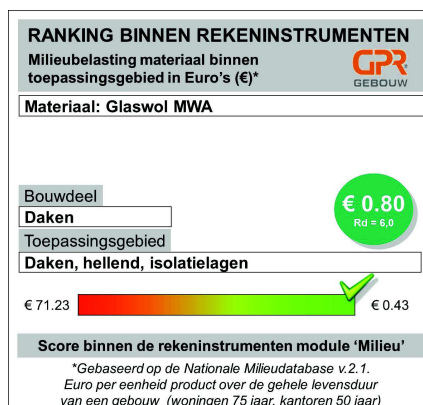 RANKING BINNEN REKENINSTRUMENTEN
Milieubelasting materiaal binnen
toepassingsgebied in Euro's (€)*
GPR
GEBOUW
Materiaal: Glaswol MWA
Bouwdeel
Daken
€ 0.80
Rd = 6,0
Toepassingsgebied
Daken, hellend, isolatielagen
€ 71.23
€ 0.43
Score binnen de rekeninstrumenten module ‘Milieu’
*Gebaseerd op de Nationale Milieudatabase v.2.1.
Euro per eenheid product over de gehele levensduur
van een gebouw (woningen 75 jaar, kantoren 50 jaar)